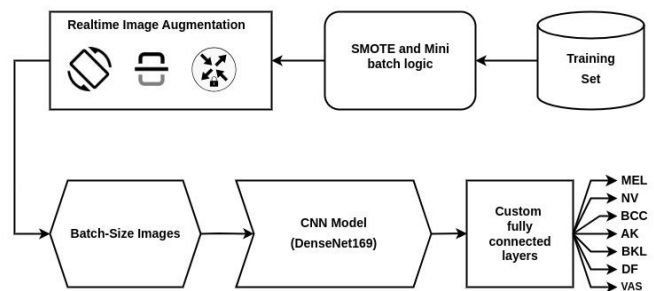 Realtime Image Augmentation
SMOTE and Mini
batch logic
Training
Set
Batch-Size Images
CNN Model
(DenseNet169)
Custom
fully
connected
layers
MEL
NV
BCC
AK
BKL
DF
VAS